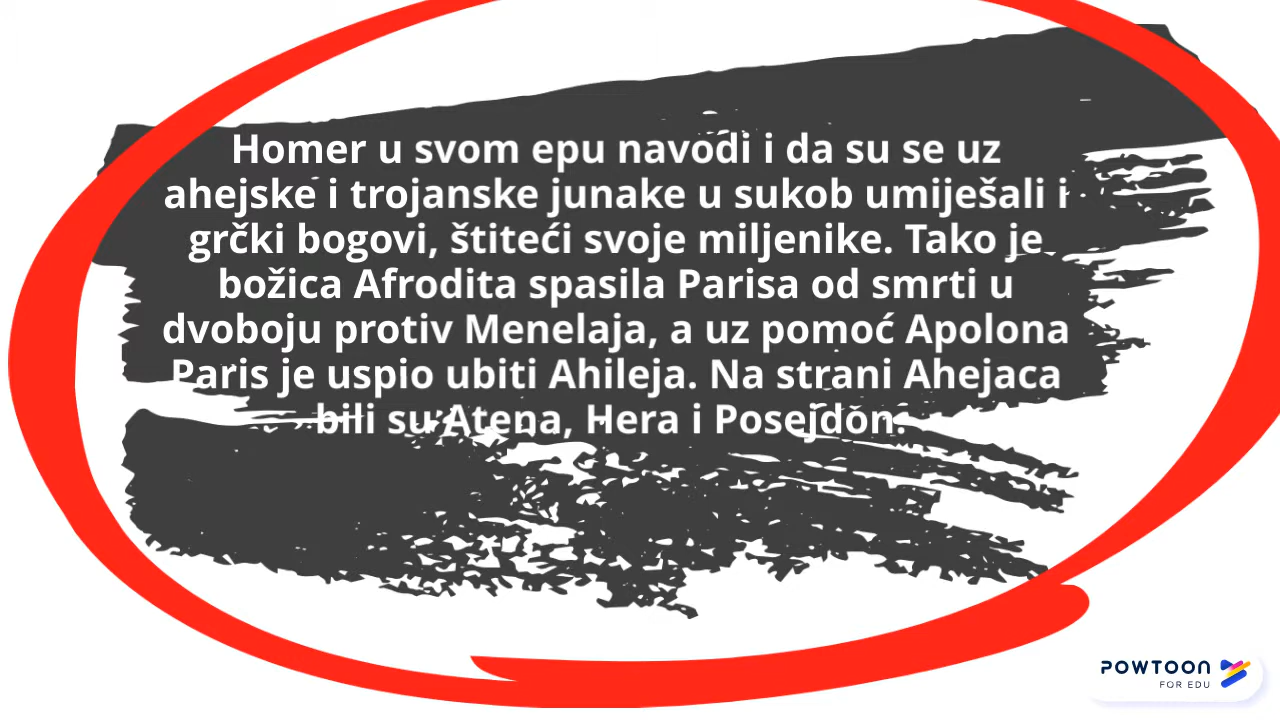 Homer u svom epu navodi i da su se uz
ahejske i trojanske junake u sukob umiješali i
grčki bogovi, štiteći svoje miljenike. Tako je
božica Afrodita spasila Parisa od smrti u
dvoboju protiv Menelaja, a uz pomoć Apolona
Paris je uspio ubiti Ahileja. Na strani Ahejaca
bili su Atena, Hera i Posejdon.
POWTOON
FOR EDU